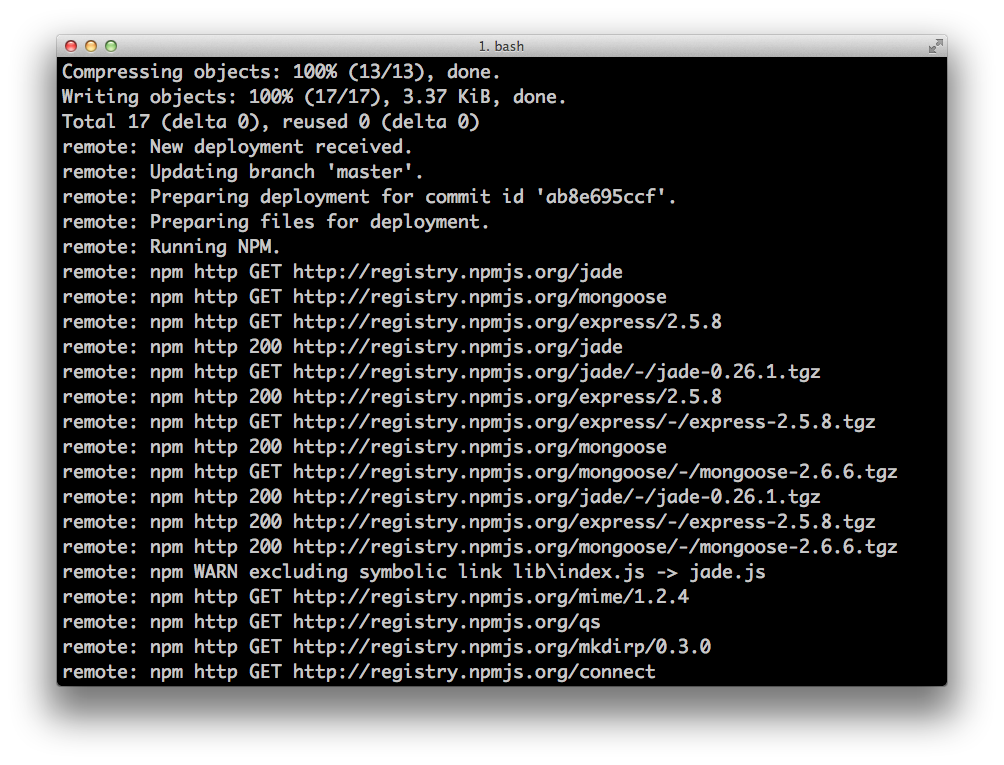 1. bash
Compressing objects: 100% (13/13), done.
Writing objects: 100% (17/17), 3.37 KiB, done.
Total 17 (delta 0), reused 0 (delta 0)
remote: New deployment received.
remote: Updating branch 'master'.
remote: Preparing deployment for commit id 'ab8e695ccf'.
remote: Preparing files for deployment.
remote: Running NPM.
remote: npm http GET http://registry.npmjs.org/jade
remote: npm http GET http://registry.npmjs.org/mongoose
remote: npm http GET http://registry.npmjs.org/express/2.5.8
remote: npm http 200 http://registry.npmjs.org/jade
remote: npm http GET http://registry.npmjs.org/jade/-/jade-0.26.1.tgz
remote: npm http 200 http://registry.npmjs.org/express/2.5.8
remote: npm http GET http://registry.npmjs.org/express/-/express-2.5.8.tgz
remote: npm http 200 http://registry.npmjs.org/mongoose
remote: npm http GET http://registry.npmjs.org/mongoose/-/mongoose-2.6.6.tgz
remote: npm http 200 http://registry.npmjs.org/jade/-/jade-0.26.1.tgz
remote: npm http 200 http://registry.npmjs.org/express/-/express-2.5.8.tgz
remote: npm http 200 http://registry.npmjs.org/mongoose/-/mongoose-2.6.6.tgz
remote: npm WARN excluding symbolic link lib\index.js -> jade.js
remote: npm http GET http://registry.npmjs.org/mime/1.2.4
remote: npm http GET http://registry.npmjs.org/qs
remote: npm http GET http://registry.npmjs.org/mkdirp/0.3.0
remote: npm http GET http://registry.npmjs.org/connect